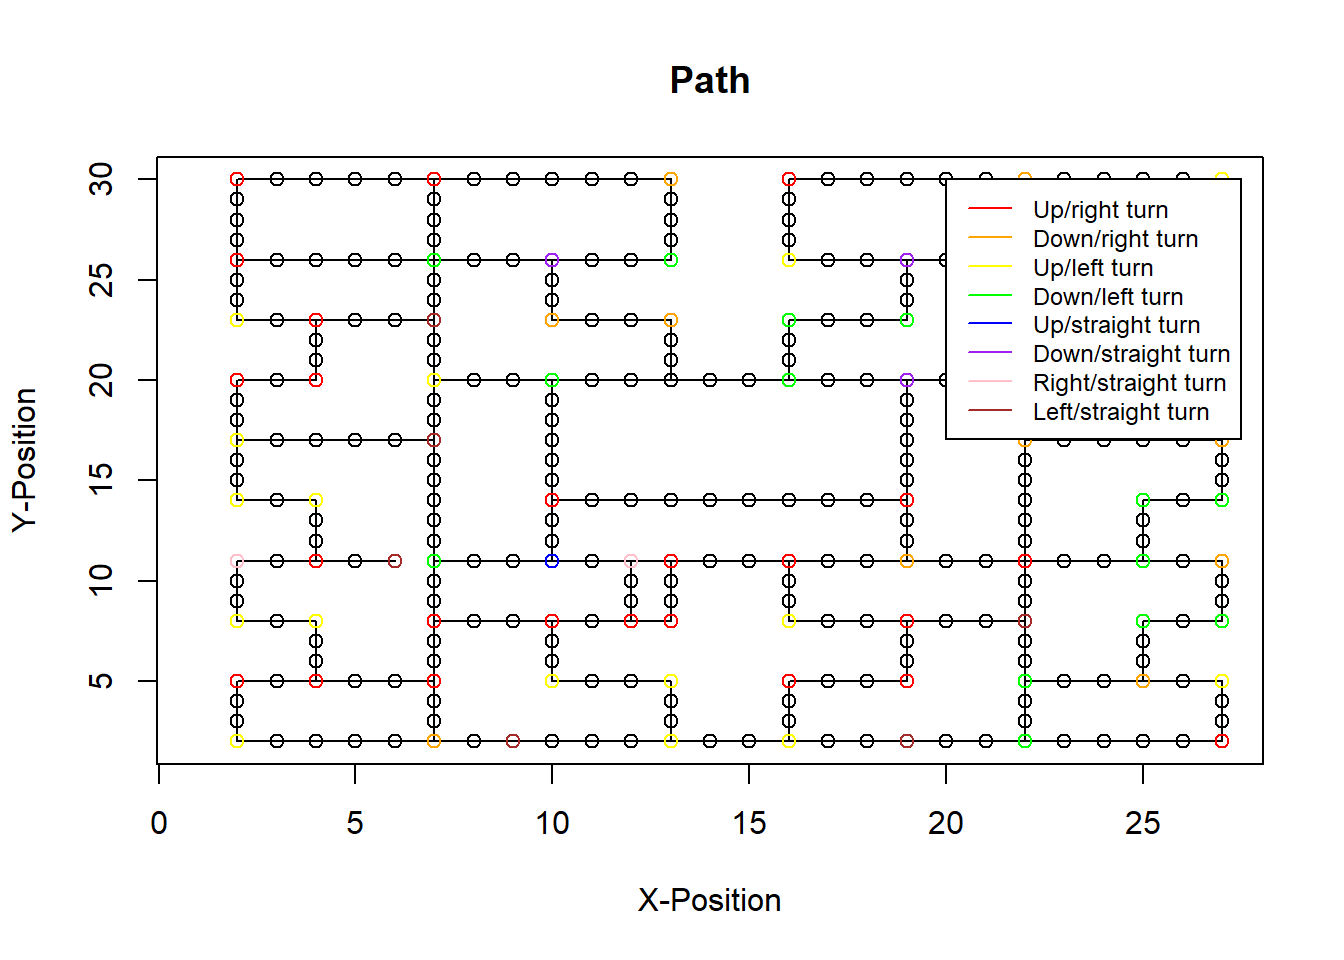 Path
Y-Position
30
25
20
15
10
5
Up/right turn
Down/right turn
Up/left turn
Down/left turn
Up/straight turn
Down/straight turn
Right/straight turn
Left/straight turn
0 5 10 15 20 25
X-Position